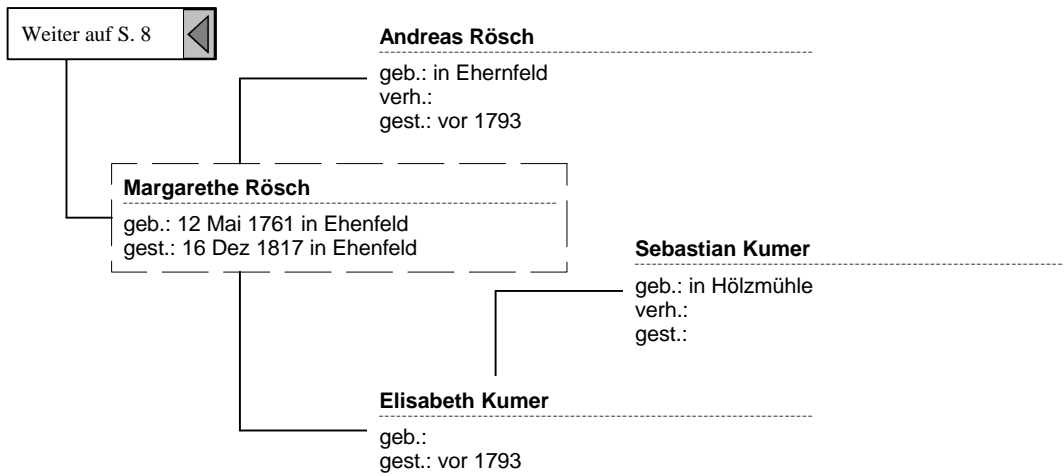 Weiter auf S. 8
Andreas Rösch
geb.: in Ehernfeld
verh.:
gest.: vor 1793
Margarethe Rösch
geb.: 12 Mai 1761 in Ehenfeld
gest.: 16 Dez 1817 in Ehenfeld
Sebastian Kumer
geb.: in Hölzmühle
verh.:
gest.:
Elisabeth Kumer
geb.:
gest.: vor 1793